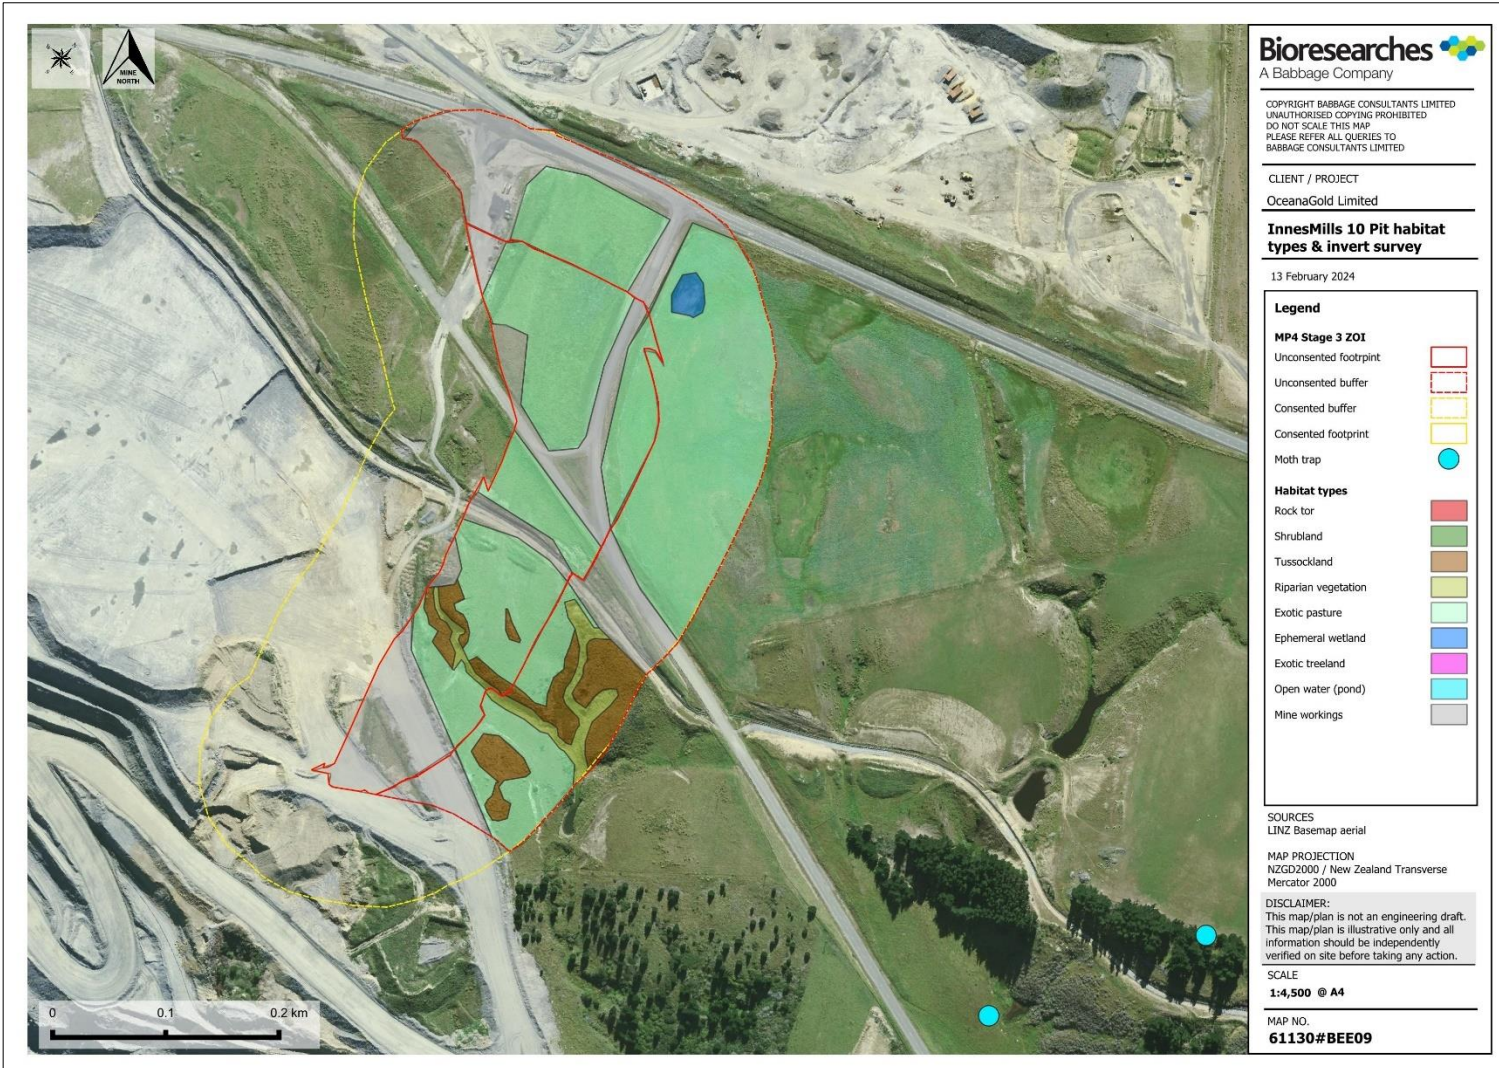 MINE
NORTH
0 0.1 0.2 km
Bioresearches
A Babbage Company
COPYRIGHT BABBAGE CONSULTANTS LIMITED
UNAUTHORISED COPYING PROHIBITED
DO NOT SCALE THIS MAP
PLEASE REFER ALL QUERIES TO
BABBAGE CONSULTANTS LIMITED
CLIENT / PROJECT
OceanaGold Limited
InnesMills 10 Pit habitat
types & invert survey
13 February 2024
Legend
MP4 Stage 3 ZOI
Unconsented footrpint
Unconsented buffer
Consented buffer
Consented footprint
Moth trap
Habitat types
Rock tor
Shrubland
Tussockland
Riparian vegetation
Exotic pasture
Ephemeral wetland
Exotic treeland
Open water (pond)
Mine workings
SOURCES
LINZ Basemap aerial
MAP PROJECTION
NZGD2000 / New Zealand Transverse
Mercator 2000
DISCLAIMER:
This map/plan is not an engineering draft.
This map/plan is illustrative only and all
information should be independently
verified on site before taking any action.
SCALE
1:4,500 @ A4
MAP NO.
61130#BEE09